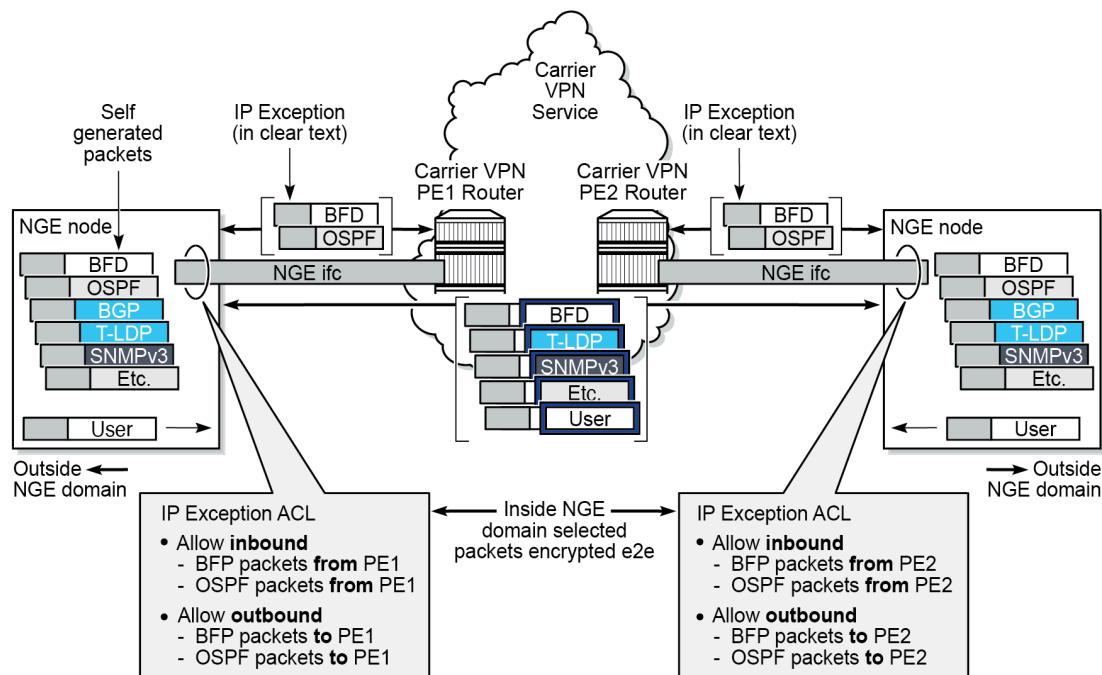 Carrier
VPN
Service
Self
generated
packets
IP Exception
(in clear text)
IP Exception
(in clear text)
Carrier VPN
PE1 Router
Carrier VPN
PE2 Router
BFD
OSPF
BFD
OSPF
NGE node
BFD
OSPF
BGP
T-LDP
SNMPv3
Etc.
User
NGE ifc
NGE ifc
BFD
T-LDP
SNMPv3
Etc.
User
NGE node
BFD
OSPF
BGP
T-LDP
SNMPv3
Etc.
User
Outside
NGE domain
Outside
NGE domain
IP Exception ACL
• Allow inbound
- BFP packets from PE1
- OSPF packets from PE1
• Allow outbound
- BFP packets to PE1
- OSPF packets to PE1
Inside NGE
domain selected
packets encrypted e2e
IP Exception ACL
• Allow inbound
- BFP packets from PE2
- OSPF packets from PE2
• Allow outbound
- BFP packets to PE2
- OSPF packets to PE2